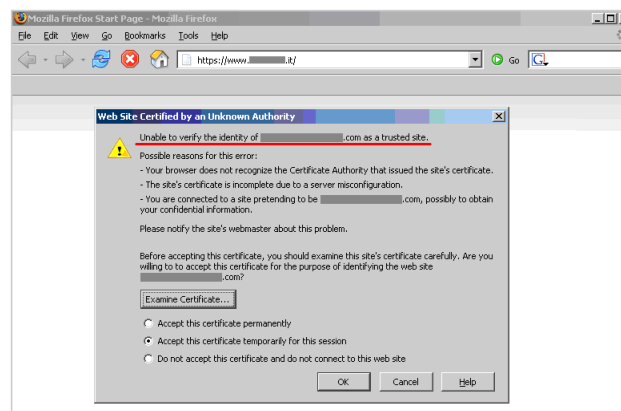 Mozilla Firefox Start Page - Mozilla Firefox
File Edit View Go Bookmarks Tools Help
https://www. .it/ Go G
Web Site Certified by an Unknown Authority
Unable to verify the identity of .com as a trusted site.
Possible reasons for this error:
- Your browser does not recognize the Certificate Authority that issued the site's certificate.
- The site's certificate is incomplete due to a server misconfiguration.
- You are connected to a site pretending to be .com, possibly to obtain
your confidential information.
Please notify the site's webmaster about this problem.
Before accepting this certificate, you should examine this site's certificate carefully. Are you
willing to to accept this certificate for the purpose of identifying the web site
.com?
Examine Certificate...
Accept this certificate permanently
Accept this certificate temporarily for this session
Do not accept this certificate and do not connect to this web site
OK Cancel Help